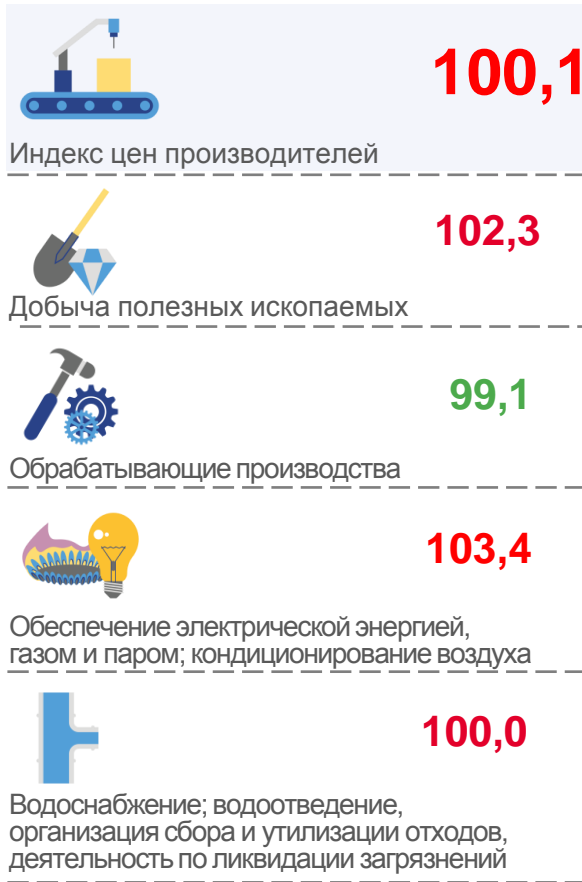 100,1
Индекс цен производителей
102,3
Добыча полезных ископаемых
99,1
Обрабатывающие производства
103,4
Обеспечение электрической энергией,
газом и паром; кондиционирование воздуха
100,0
Водоснабжение; водоотведение,
организация сбора и утилизации отходов,
деятельность по ликвидации загрязнений